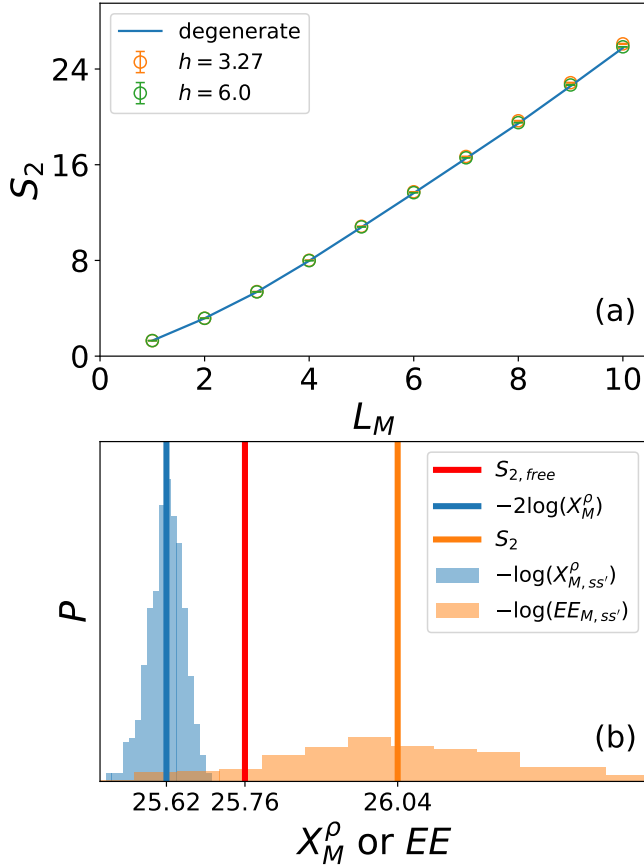 degenerate
h = 3.27
h = 6.0
24
16
8
0
S₂
(a)
0 2 4 6 8 10
L_M
S_{2, free}
−2log(X_M^ρ)
S₂
−log(X_{M, ss′}^ρ)
−log(EE_{M, ss′})
P
(b)
25.62 25.76 26.04
X_M^ρ or EE